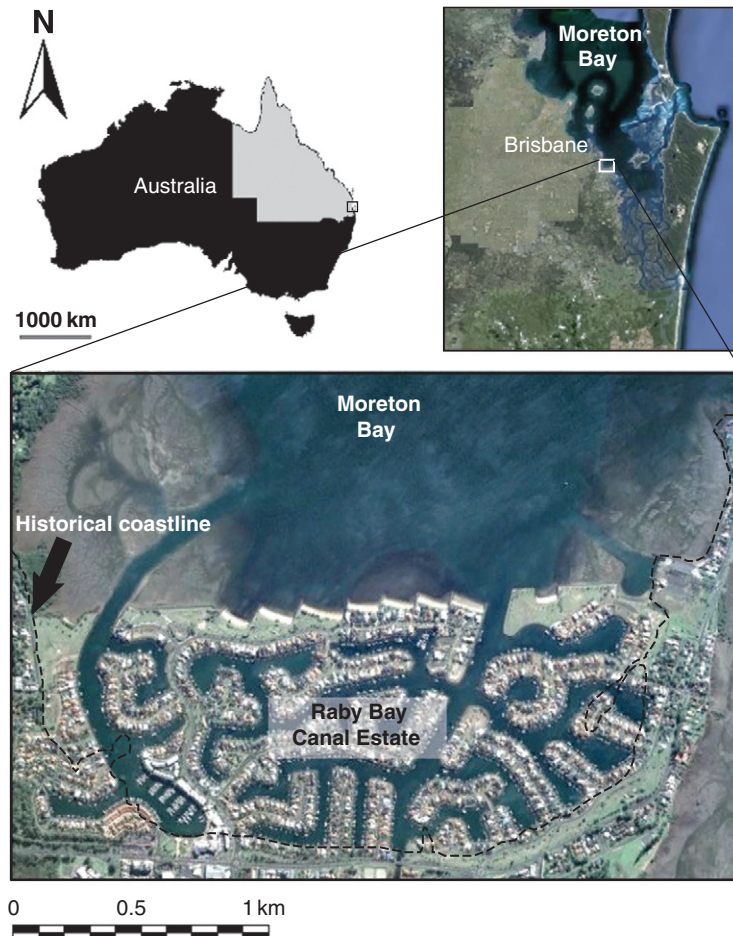 N
Moreton
Bay
Brisbane
Australia
1000 km
Moreton
Bay
Historical coastline
Raby Bay
Canal Estate
0 0.5 1 km